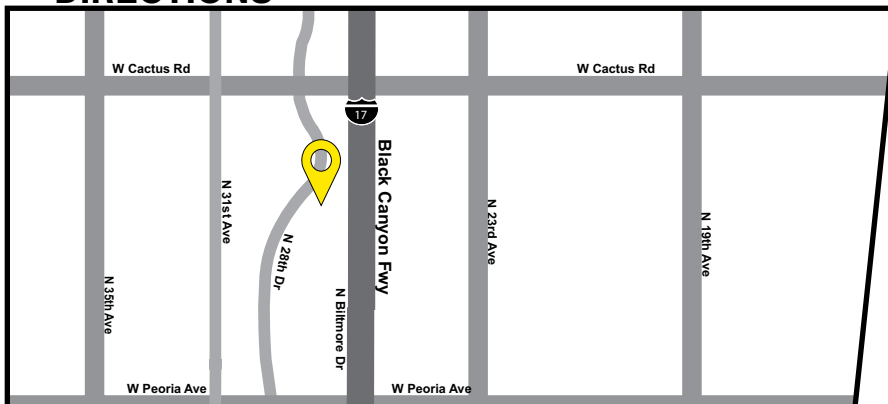 DIRECTIONS
W Cactus Rd
W Cactus Rd
17
Black Canyon Fwy
N 31st Ave
N 23rd Ave
N 19th Ave
N 28th Dr
N 35th Ave
N Biltmore Dr
W Peoria Ave
W Peoria Ave